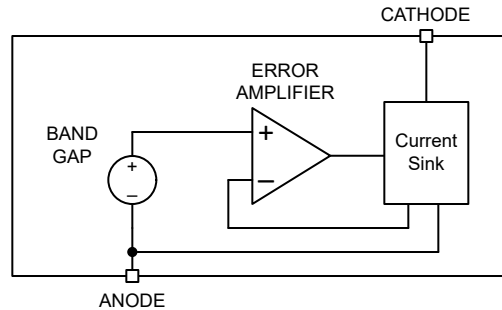 CATHODE
ERROR
AMPLIFIER
BAND
GAP
+
–
+
–
Current
Sink
ANODE